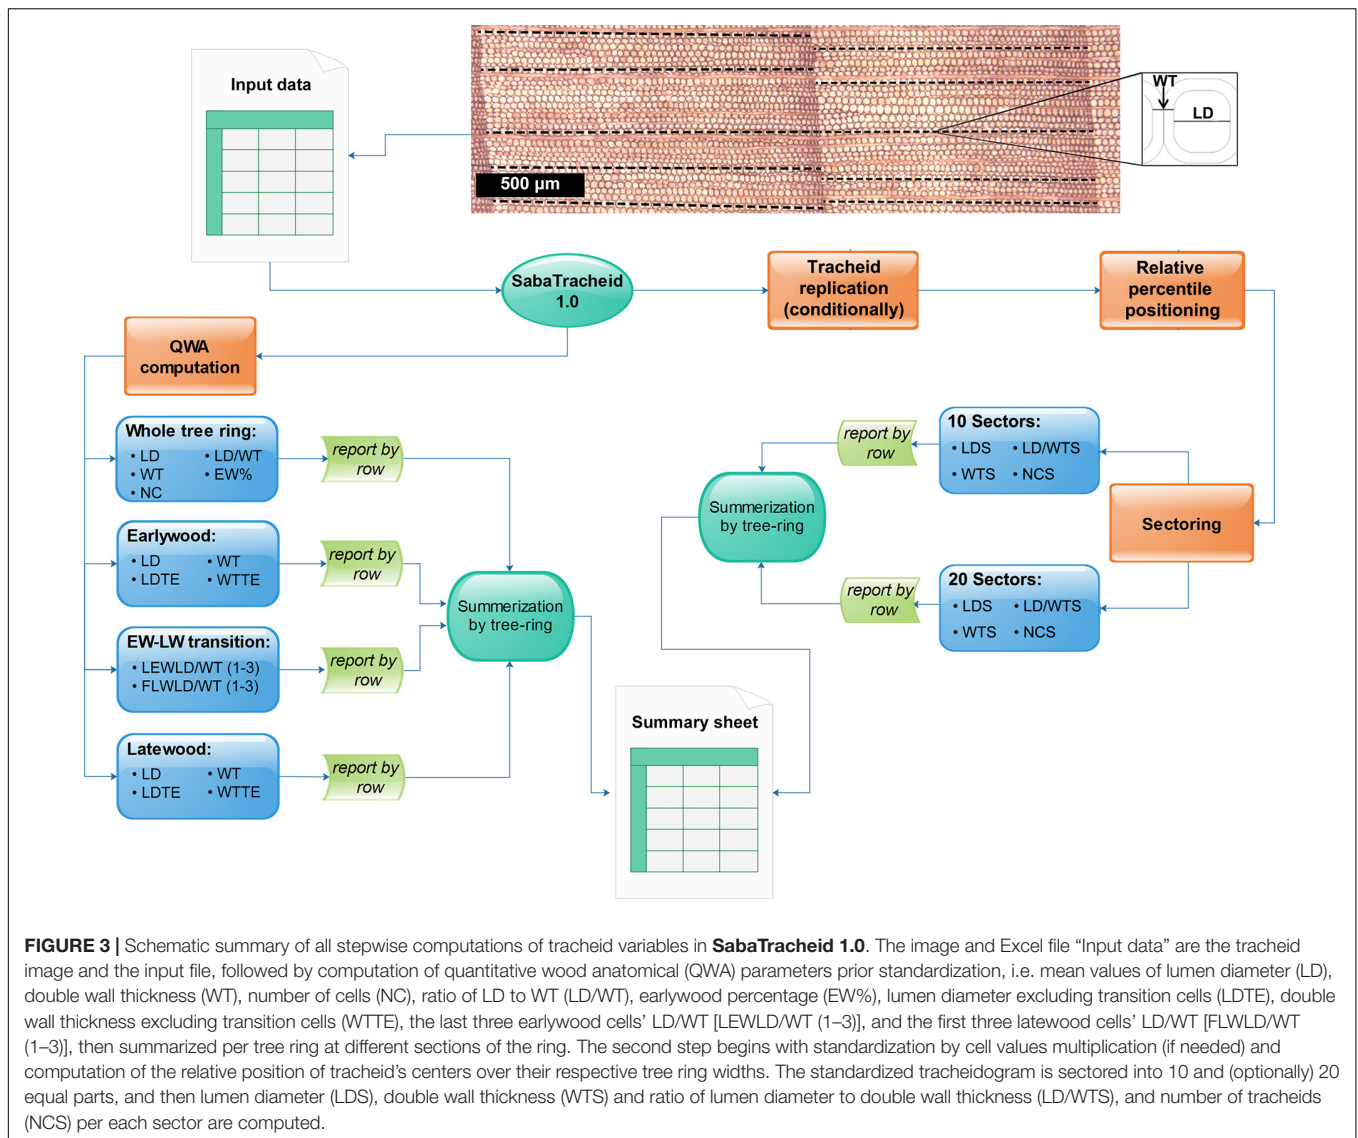 Input data
WT
LD
500 µm
SabaTracheid
1.0
Tracheid
replication
(conditionally)
Relative
percentile
positioning
QWA
computation
Whole tree ring:
• LD
• LD/WT
• WT
• EW%
• NC
report by
row
Earlywood:
• LD
• WT
• LDTE
• WTTE
report by
row
EW-LW transition:
• LEWLD/WT (1-3)
• FLWLD/WT (1-3)
report by
row
Latewood:
• LD
• WT
• LDTE
• WTTE
report by
row
Summerization
by tree-ring
10 Sectors:
• LDS
• LD/WTS
• WTS
• NCS
report by
row
Sectoring
20 Sectors:
• LDS
• LD/WTS
• WTS
• NCS
report by
row
Summerization
by tree-ring
Summary sheet
FIGURE 3 | Schematic summary of all stepwise computations of tracheid variables in SabaTracheid 1.0. The image and Excel file “Input data” are the tracheid
image and the input file, followed by computation of quantitative wood anatomical (QWA) parameters prior standardization, i.e. mean values of lumen diameter (LD),
double wall thickness (WT), number of cells (NC), ratio of LD to WT (LD/WT), earlywood percentage (EW%), lumen diameter excluding transition cells (LDTE), double
wall thickness excluding transition cells (WTTE), the last three earlywood cells’ LD/WT [LEWLD/WT (1–3)], and the first three latewood cells’ LD/WT [FLWLD/WT
(1–3)], then summarized per tree ring at different sections of the ring. The second step begins with standardization by cell values multiplication (if needed) and
computation of the relative position of tracheid’s centers over their respective tree ring widths. The standardized tracheidogram is sectored into 10 and (optionally) 20
equal parts, and then lumen diameter (LDS), double wall thickness (WTS) and ratio of lumen diameter to double wall thickness (LD/WTS), and number of tracheids
(NCS) per each sector are computed.